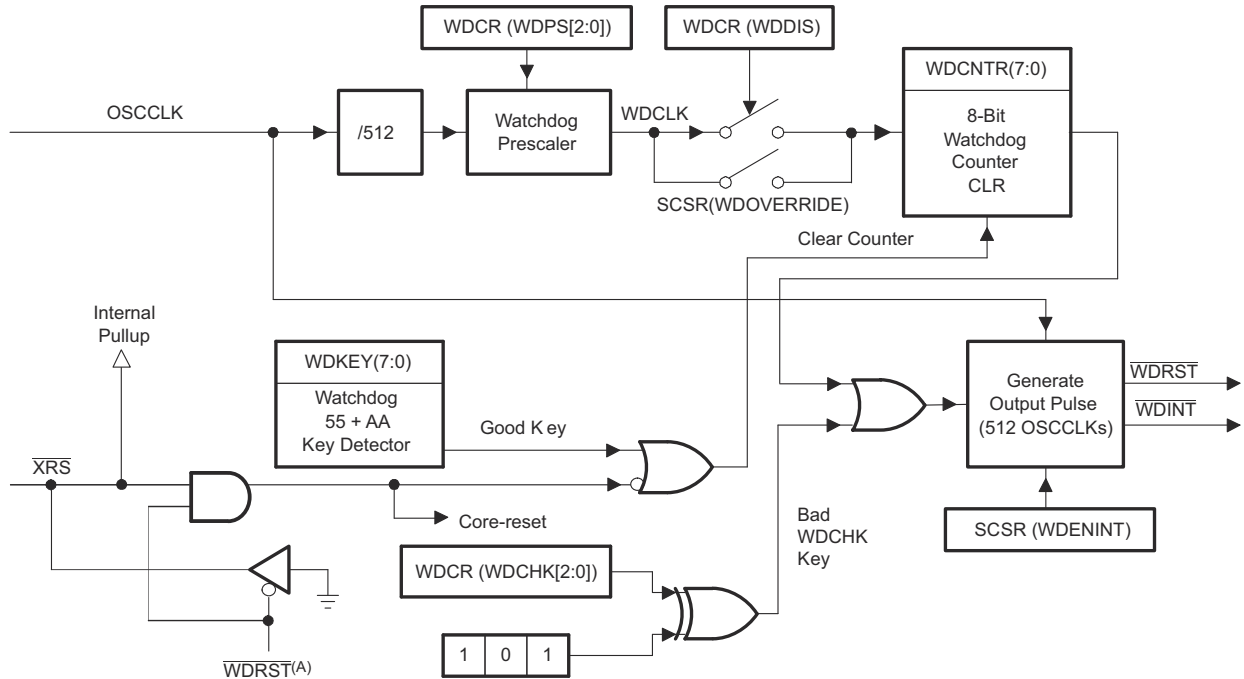 WDCR (WDPS[2:0])
WDCR (WDDIS)
WDCNTR(7:0)
OSCCLK
/512
Watchdog
Prescaler
WDCLK
8-Bit
Watchdog
Counter
CLR
SCSR(WDOVERRIDE)
Clear Counter
Internal
Pullup
WDKEY(7:0)
Watchdog
55 + AA
Key Detector
Good Key
Generate
Output Pulse
(512 OSCCLKs)
WDRST
WDINT
XRS
Core-reset
Bad
WDCHK
Key
SCSR (WDENINT)
WDCR (WDCHK[2:0])
1 0 1
WDRST(A)